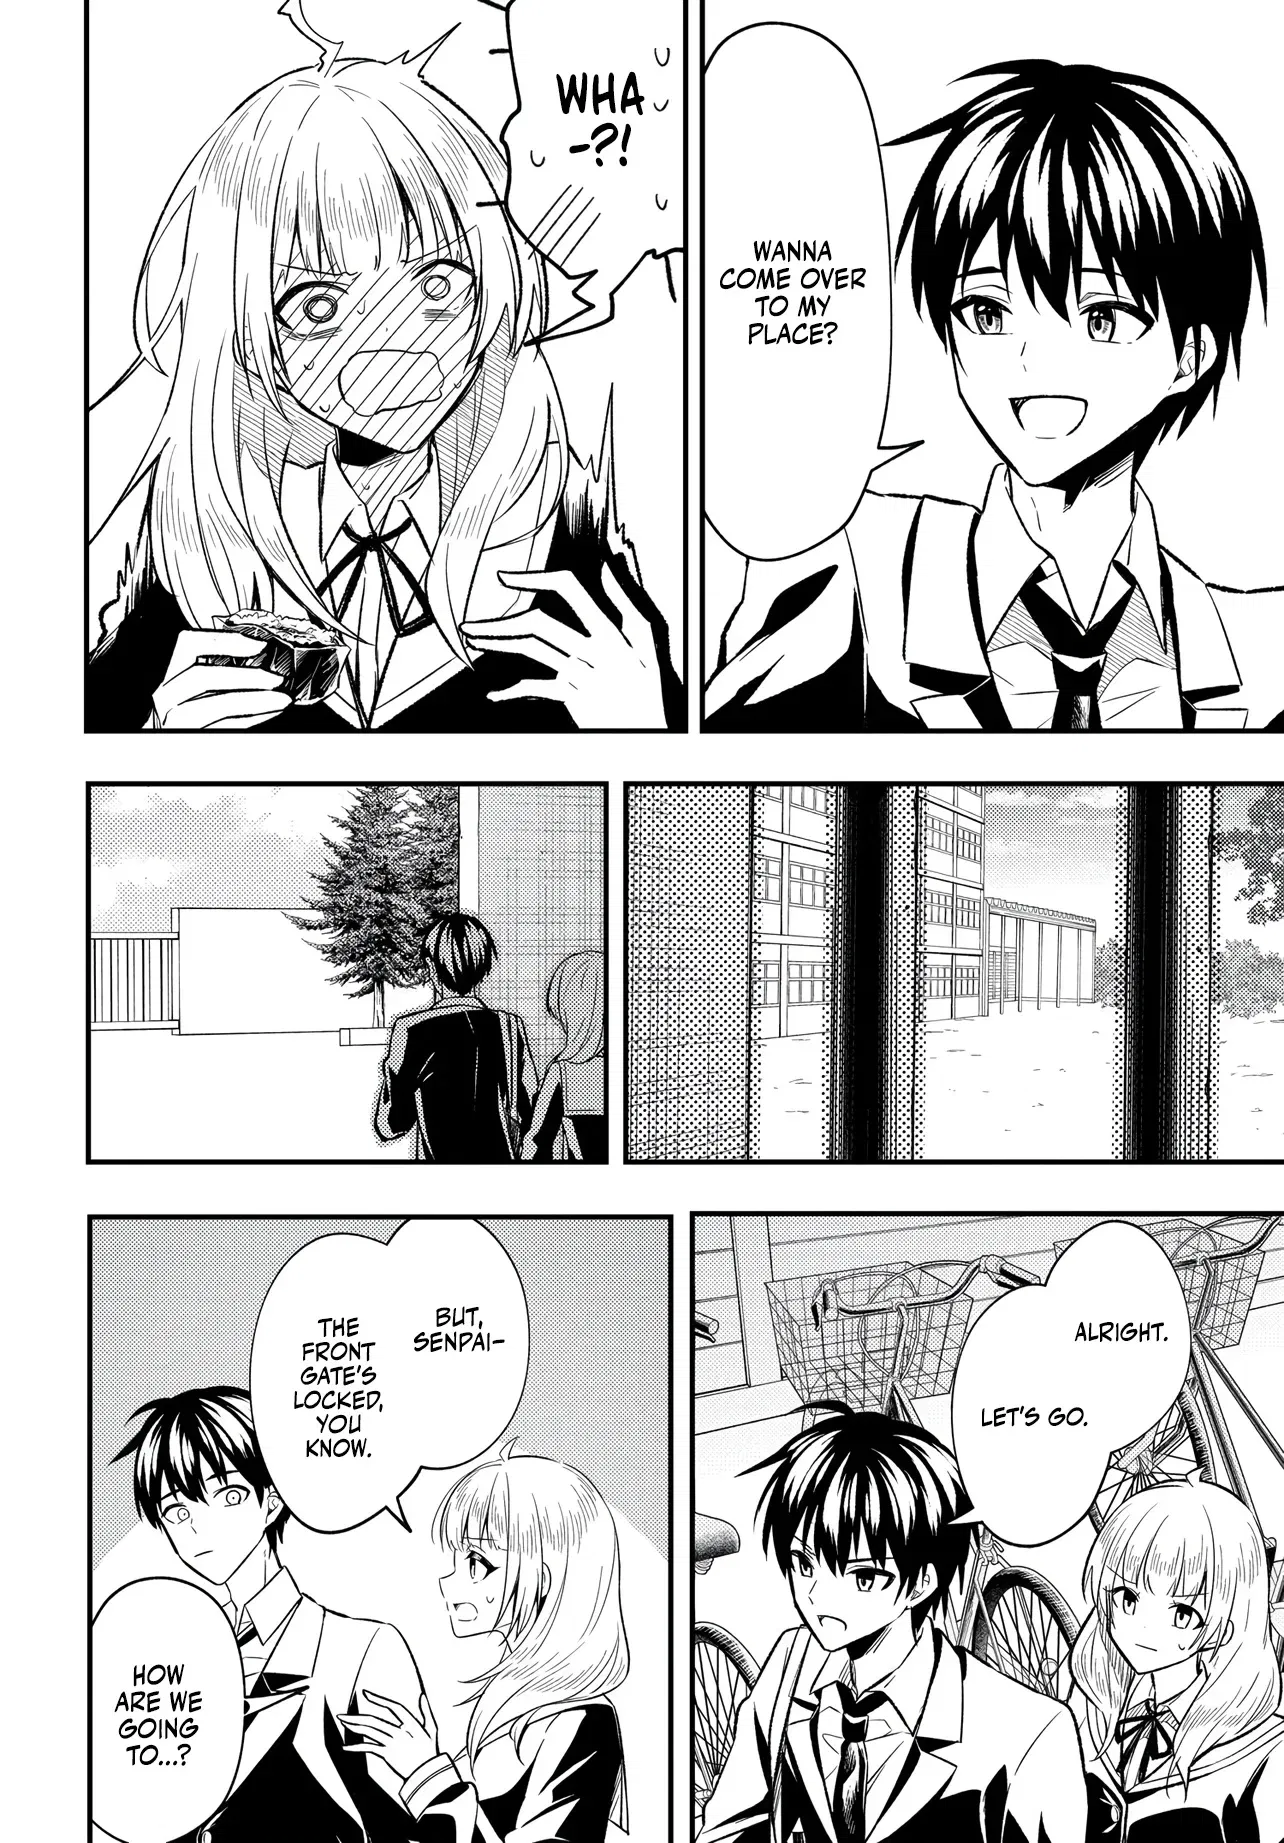 WANNA
COME OVER
TO MY
PLACE?
WHA
-?!
ALRIGHT.
LET'S GO.
BUT,
SENPAI-
THE
FRONT
GATE'S
LOCKED,
YOU
KNOW.
HOW
ARE WE
GOING
TO...?